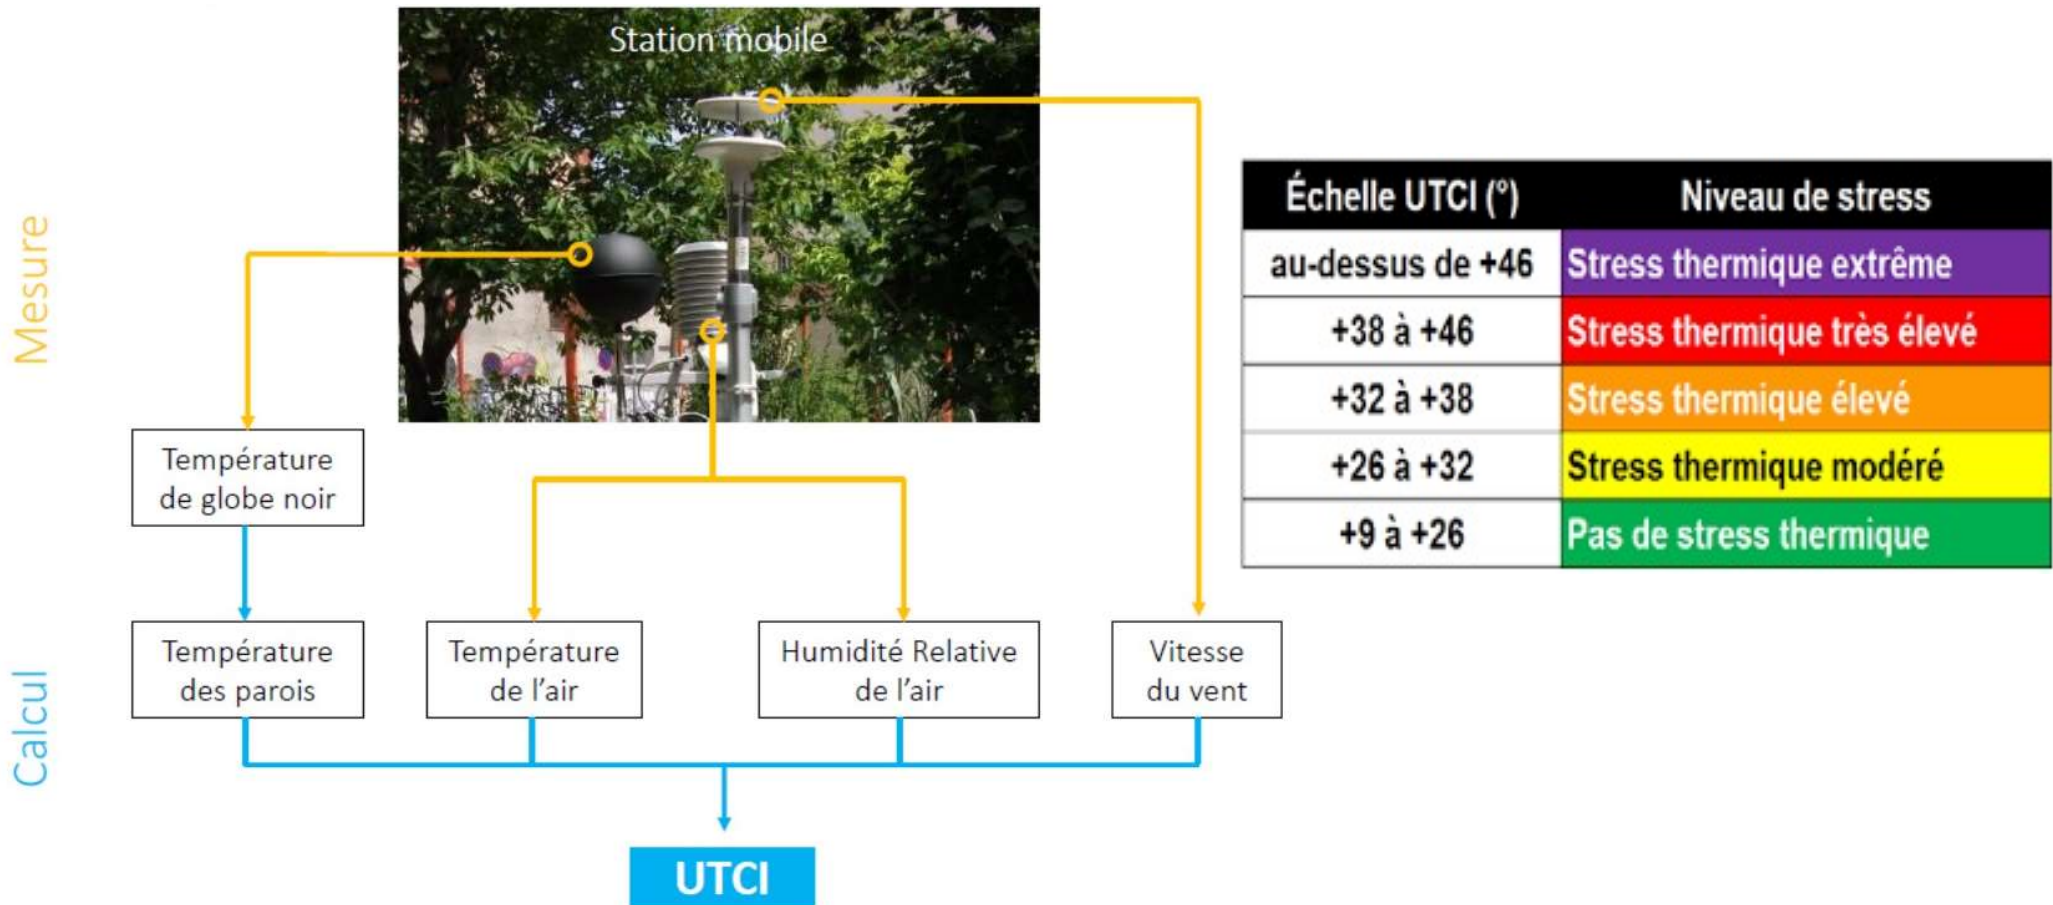 Station mobile
Mesure
Température
de globe noir
Calcul
Température
des parois
Température
de l'air
Humidité Relative
de l'air
Vitesse
du vent
UTCI
Échelle UTCI (°) Niveau de stress
au-dessus de +46 Stress thermique extrême
+38 à +46 Stress thermique très élevé
+32 à +38 Stress thermique élevé
+26 à +32 Stress thermique modéré
+9 à +26 Pas de stress thermique